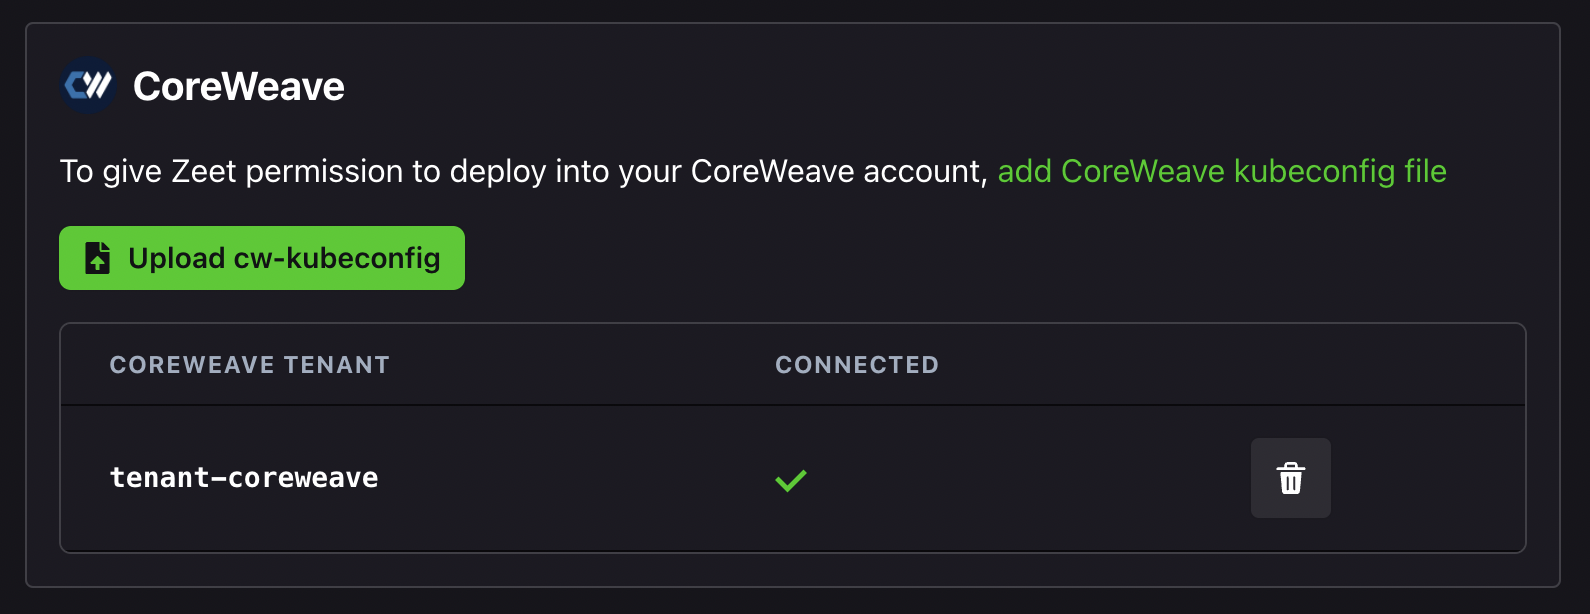 CW CoreWeave
To give Zeet permission to deploy into your CoreWeave account, add CoreWeave kubeconfig file
Upload cw-kubeconfig
COREWEAVE TENANT CONNECTED
tenant-coreweave